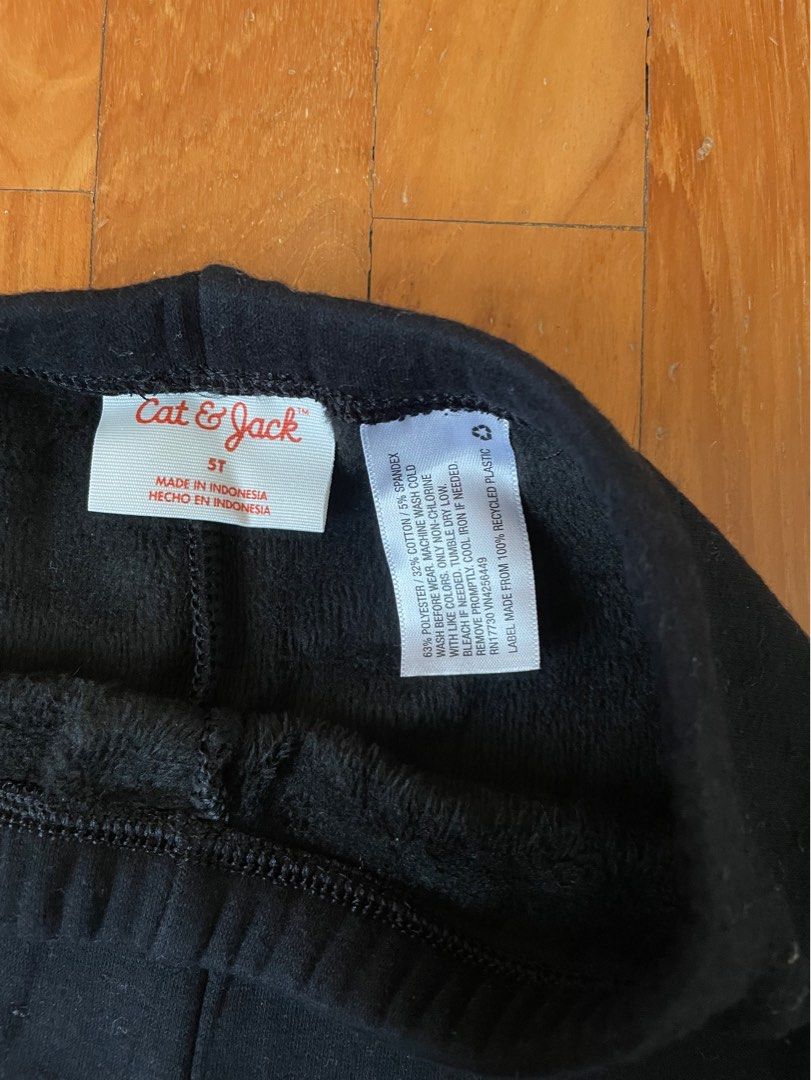 Cat & Jack™
5T
MADE IN INDONESIA
HECHO EN INDONESIA
63% POLYESTER / 32% COTTON / 5% SPANDEX
WASH BEFORE WEAR. MACHINE WASH COLD
WITH LIKE COLORS. ONLY NON-CHLORINE
BLEACH IF NEEDED. TUMBLE DRY LOW.
REMOVE PROMPTLY. COOL IRON IF NEEDED.
RN17730 VN4256449
LABEL MADE FROM 100% RECYCLED PLASTIC